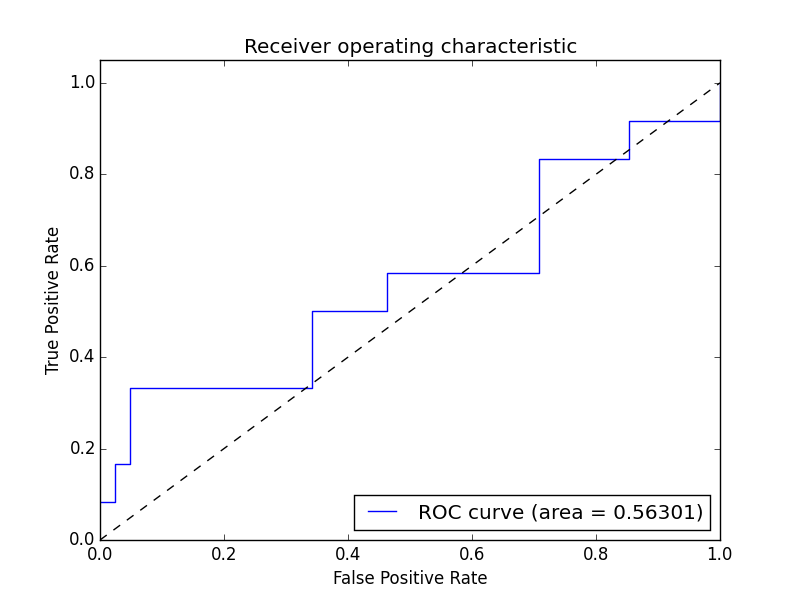 Receiver operating characteristic
1.0
0.8
0.6
0.4
0.2
0.0
True Positive Rate
ROC curve (area = 0.56301)
0.0 0.2 0.4 0.6 0.8 1.0
False Positive Rate